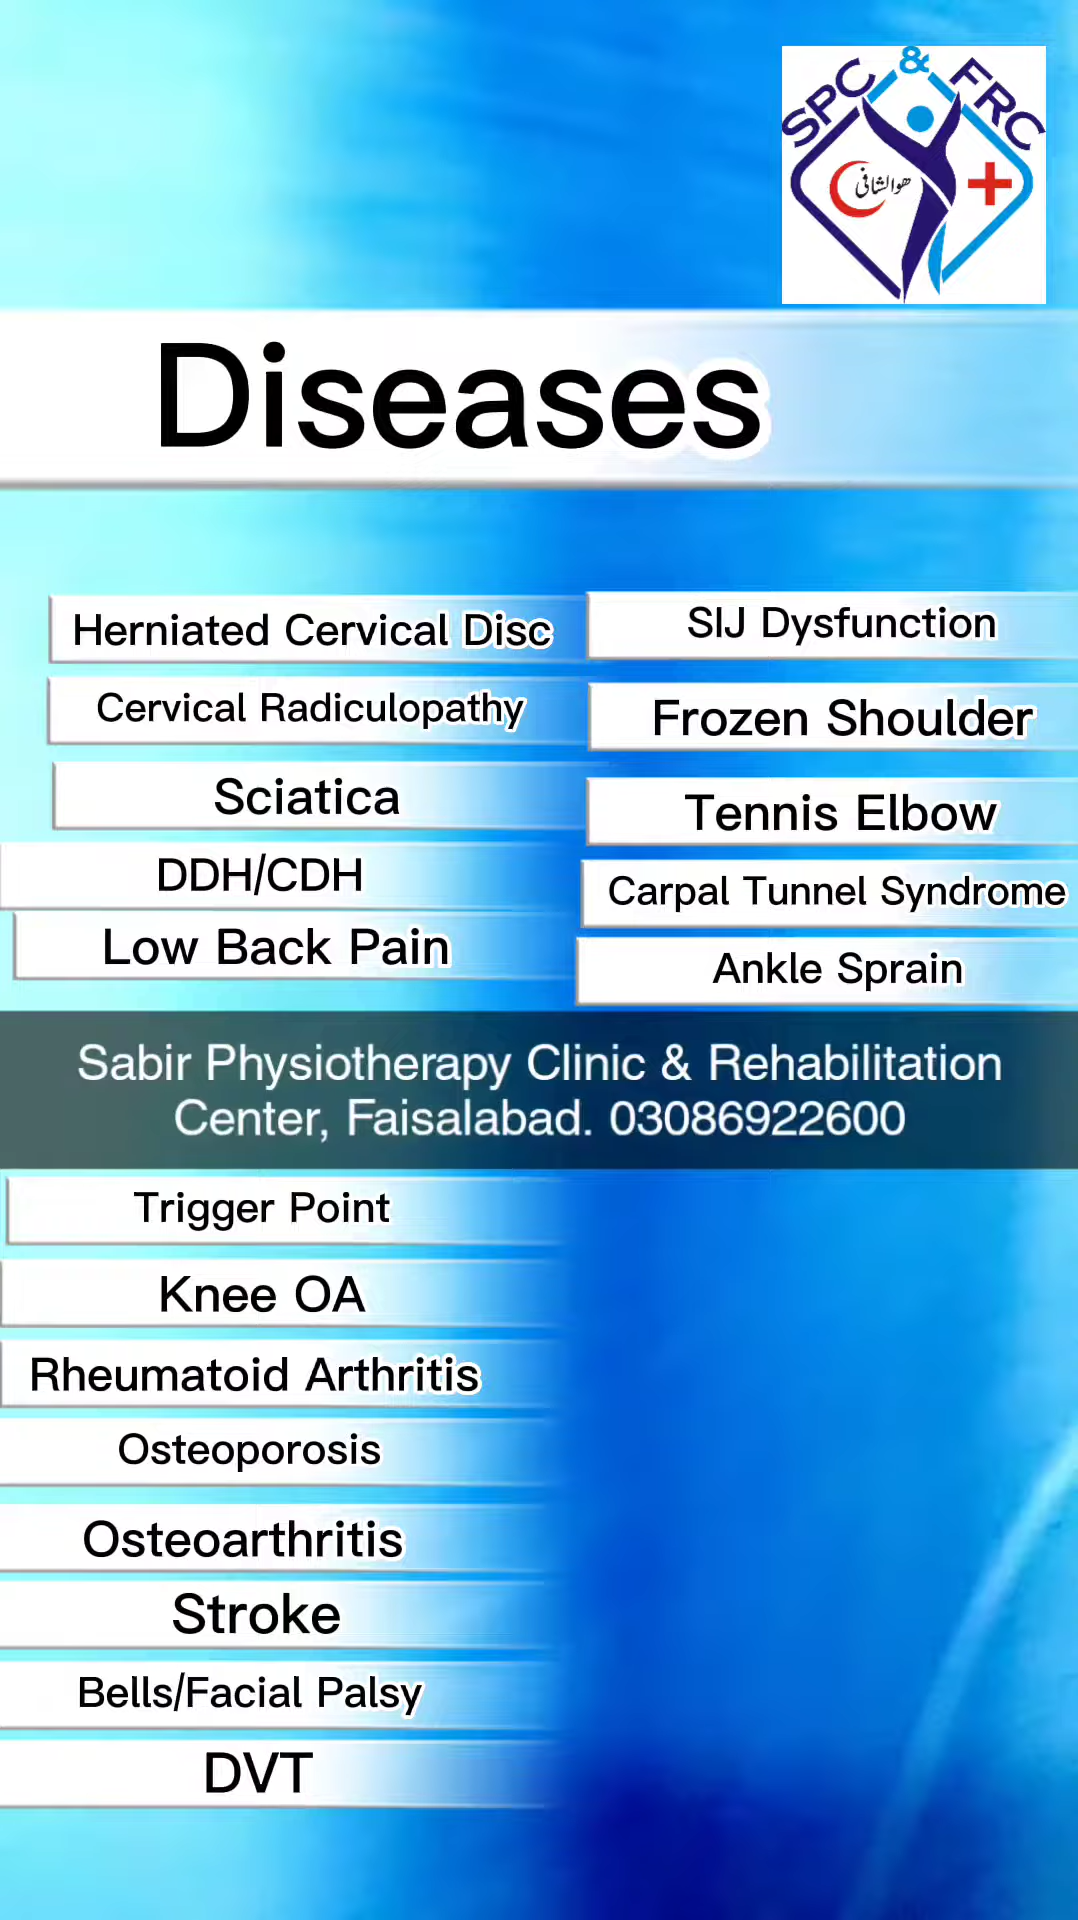 SPC & FRC
هوالشافی
Diseases
Herniated Cervical Disc
Cervical Radiculopathy
Sciatica
DDH/CDH
Low Back Pain
SIJ Dysfunction
Frozen Shoulder
Tennis Elbow
Carpal Tunnel Syndrome
Ankle Sprain
Sabir Physiotherapy Clinic & Rehabilitation
Center, Faisalabad. 03086922600
Trigger Point
Knee OA
Rheumatoid Arthritis
Osteoporosis
Osteoarthritis
Stroke
Bells/Facial Palsy
DVT